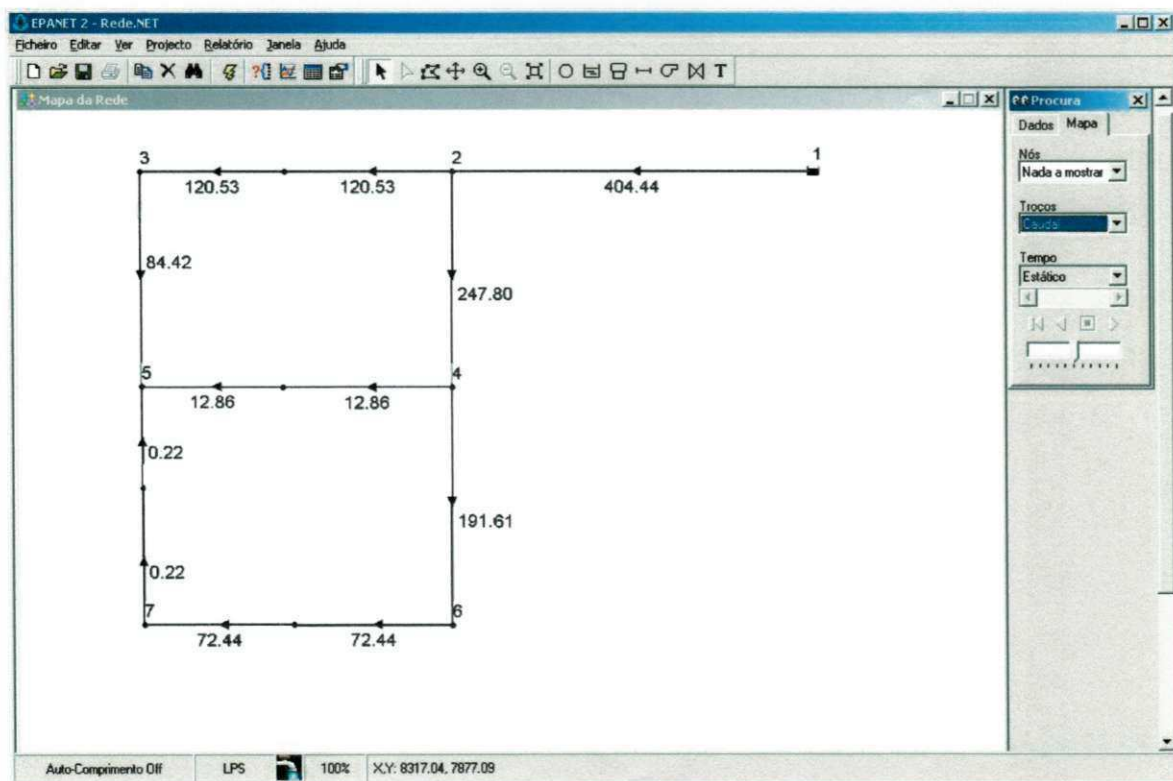 EPANET 2 - Rede.NET
Ficheiro Editar Ver Projecto Relatório Janela Ajuda
T
Mapa da Rede
Procura
Dados Mapa
Nós
Nada a mostrar
Troços
Caudal
Tempo
Estático
3 2 1
120.53 120.53 404.44
84.42
247.80
5 4
12.86 12.86
0.22
191.61
0.22
7 6
72.44 72.44
Auto-Comprimento Off LPS 100% X,Y: 8317.04, 7877.09